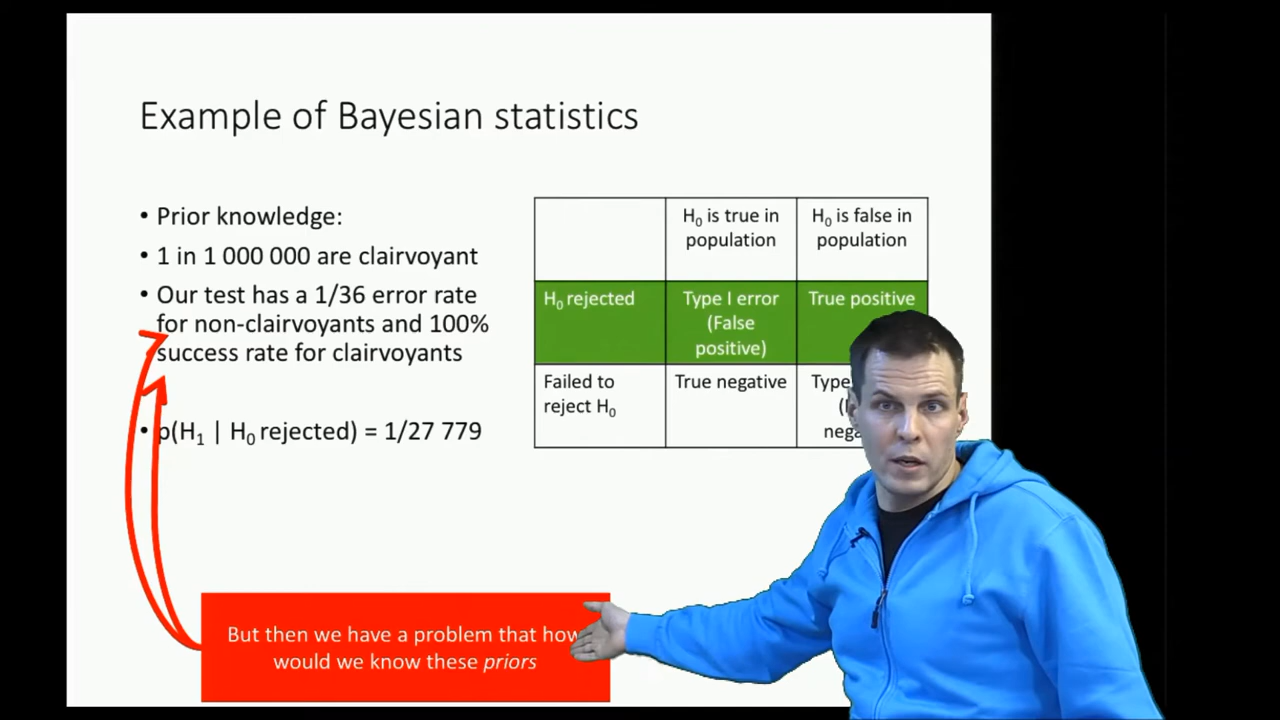 Example of Bayesian statistics
• Prior knowledge:
• 1 in 1 000 000 are clairvoyant
• Our test has a 1/36 error rate
for non-clairvoyants and 100%
success rate for clairvoyants
• p(H₁ | H₀ rejected) = 1/27 779
H₀ is true in
population
H₀ is false in
population
H₀ rejected
Type I error
(False
positive)
True positive
Failed to
reject H₀
True negative
Type
But then we have a problem that how
would we know these priors